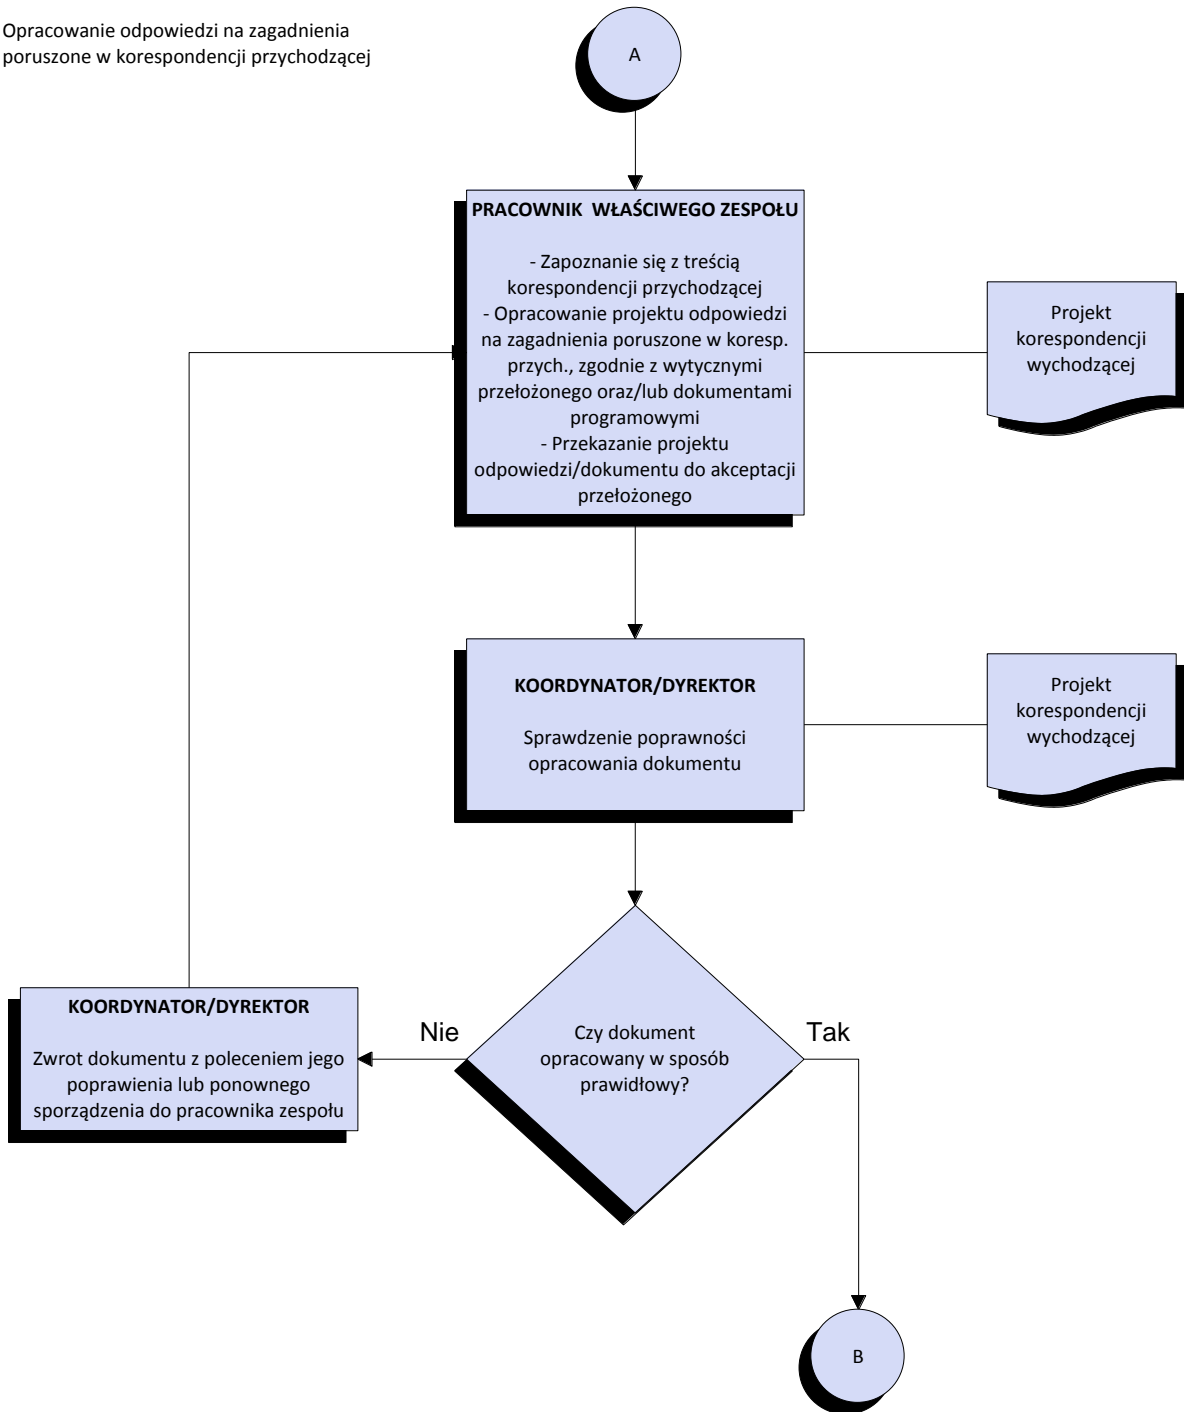 Opracowanie odpowiedzi na zagadnienia
poruszone w korespondencji przychodzącej
A
PRACOWNIK WŁAŚCIWEGO ZESPOŁU
- Zapoznanie się z treścią
korespondencji przychodzącej
- Opracowanie projektu odpowiedzi
na zagadnienia poruszone w koresp.
przych., zgodnie z wytycznymi
przełożonego oraz/lub dokumentami
programowymi
- Przekazanie projektu
odpowiedzi/dokumentu do akceptacji
przełożonego
Projekt
korespondencji
wychodzącej
KOORDYNATOR/DYREKTOR
Sprawdzenie poprawności
opracowania dokumentu
Projekt
korespondencji
wychodzącej
KOORDYNATOR/DYREKTOR
Zwrot dokumentu z poleceniem jego
poprawienia lub ponownego
sporządzenia do pracownika zespołu
Nie
Czy dokument
opracowany w sposób
prawidłowy?
Tak
B